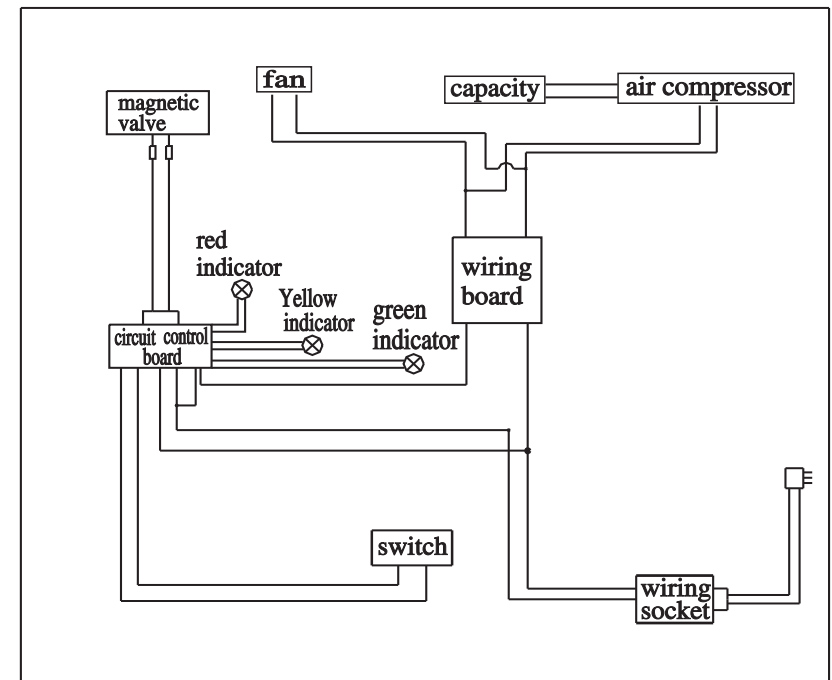 fan
capacity
air compressor
magnetic
valve
red
indicator
Yellow
indicator
green
indicator
wiring
board
circuit control
board
switch
wiring
socket